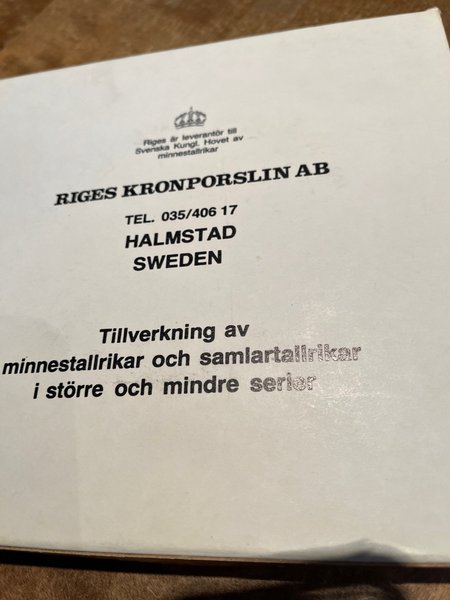 Riges är leverantör till
Svenska Kungl. Hovet av
minnestallrikar
RIGES KRONPORSLIN AB
TEL. 035/406 17
HALMSTAD
SWEDEN
Tillverkning av
minnestallrikar och samlartallrikar
i större och mindre serier